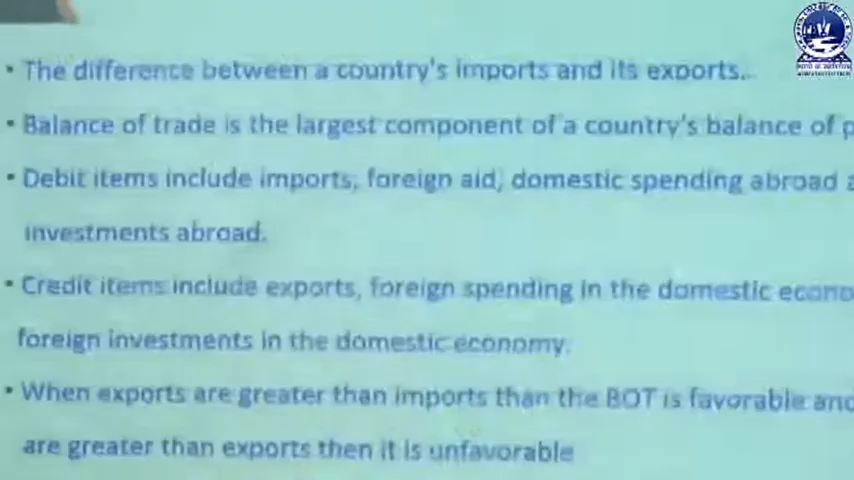 • The difference between a country's imports and its exports..
• Balance of trade is the largest component of a country's balance of p
• Debit items include imports, foreign aid, domestic spending abroad a
investments abroad.
• Credit items include exports, foreign spending in the domestic econo
foreign investments in the domestic economy.
• When exports are greater than imports than the BOT is favorable and
are greater than exports then it is unfavorable